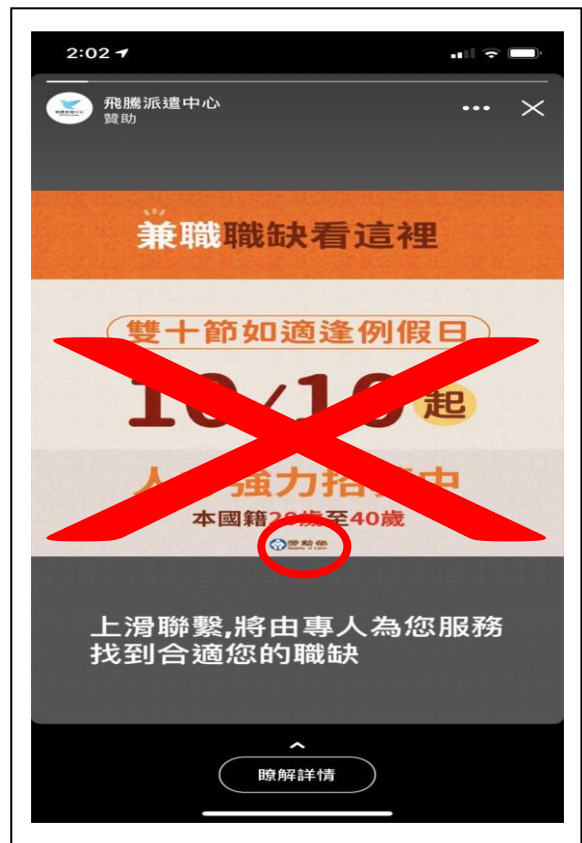 2:02
飛騰派遣中心
贊助
兼職職缺看這裡
雙十節如適逢例假日
10/10起
強力招
中
本國籍20歲至40歲
勞動部
上滑聯繫,將由專人為您服務
找到合適您的職缺
瞭解詳情